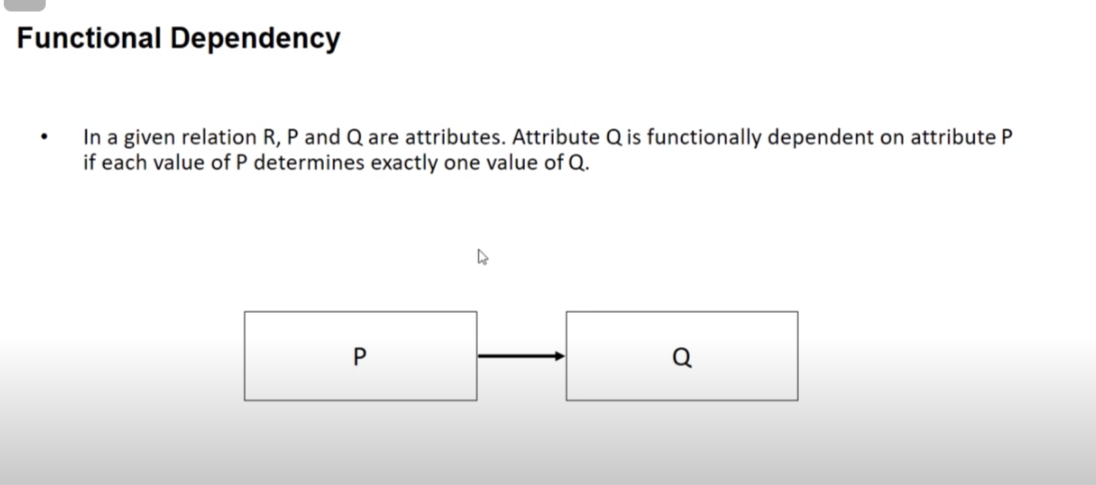 Functional Dependency
• In a given relation R, P and Q are attributes. Attribute Q is functionally dependent on attribute P
if each value of P determines exactly one value of Q.
P
Q